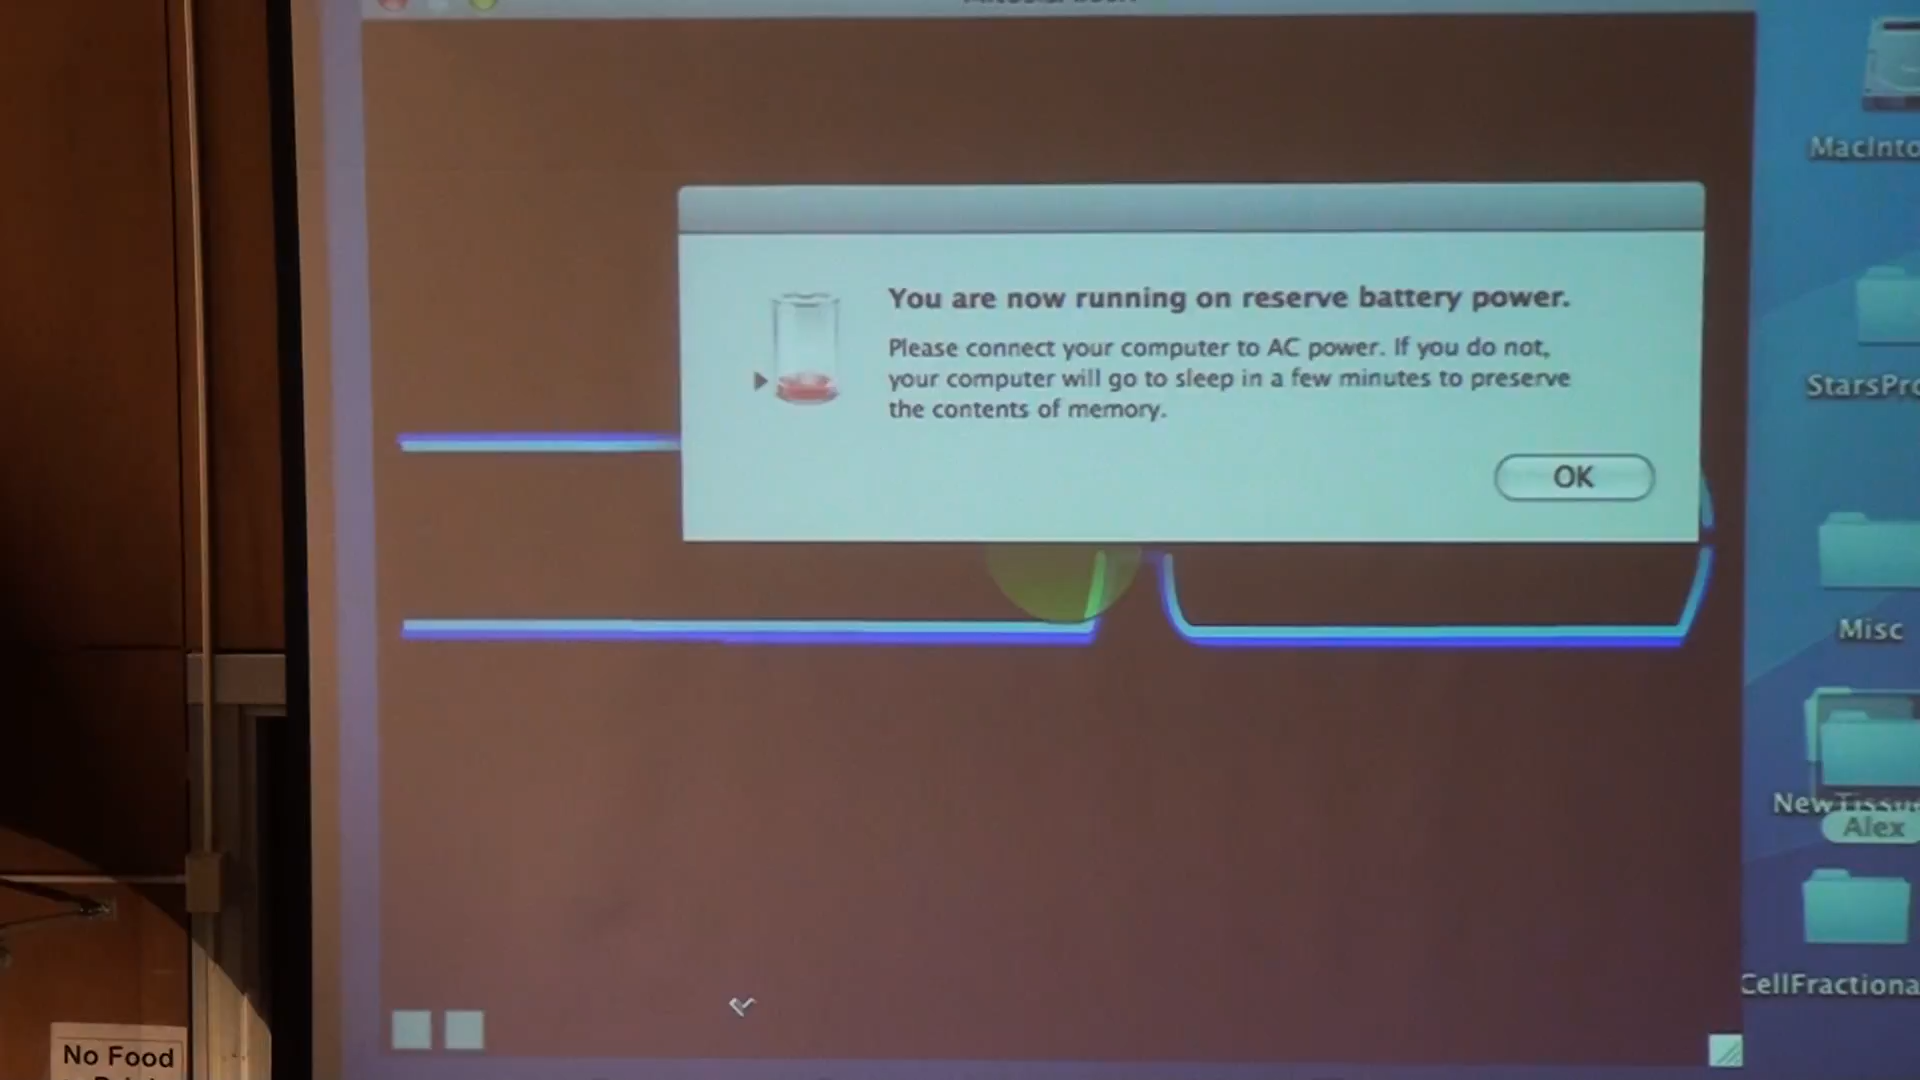 You are now running on reserve battery power.
Please connect your computer to AC power. If you do not,
your computer will go to sleep in a few minutes to preserve
the contents of memory.
OK
MacInto
StarsPro
Misc
NewTissue
Alex
CellFractiona
No Food